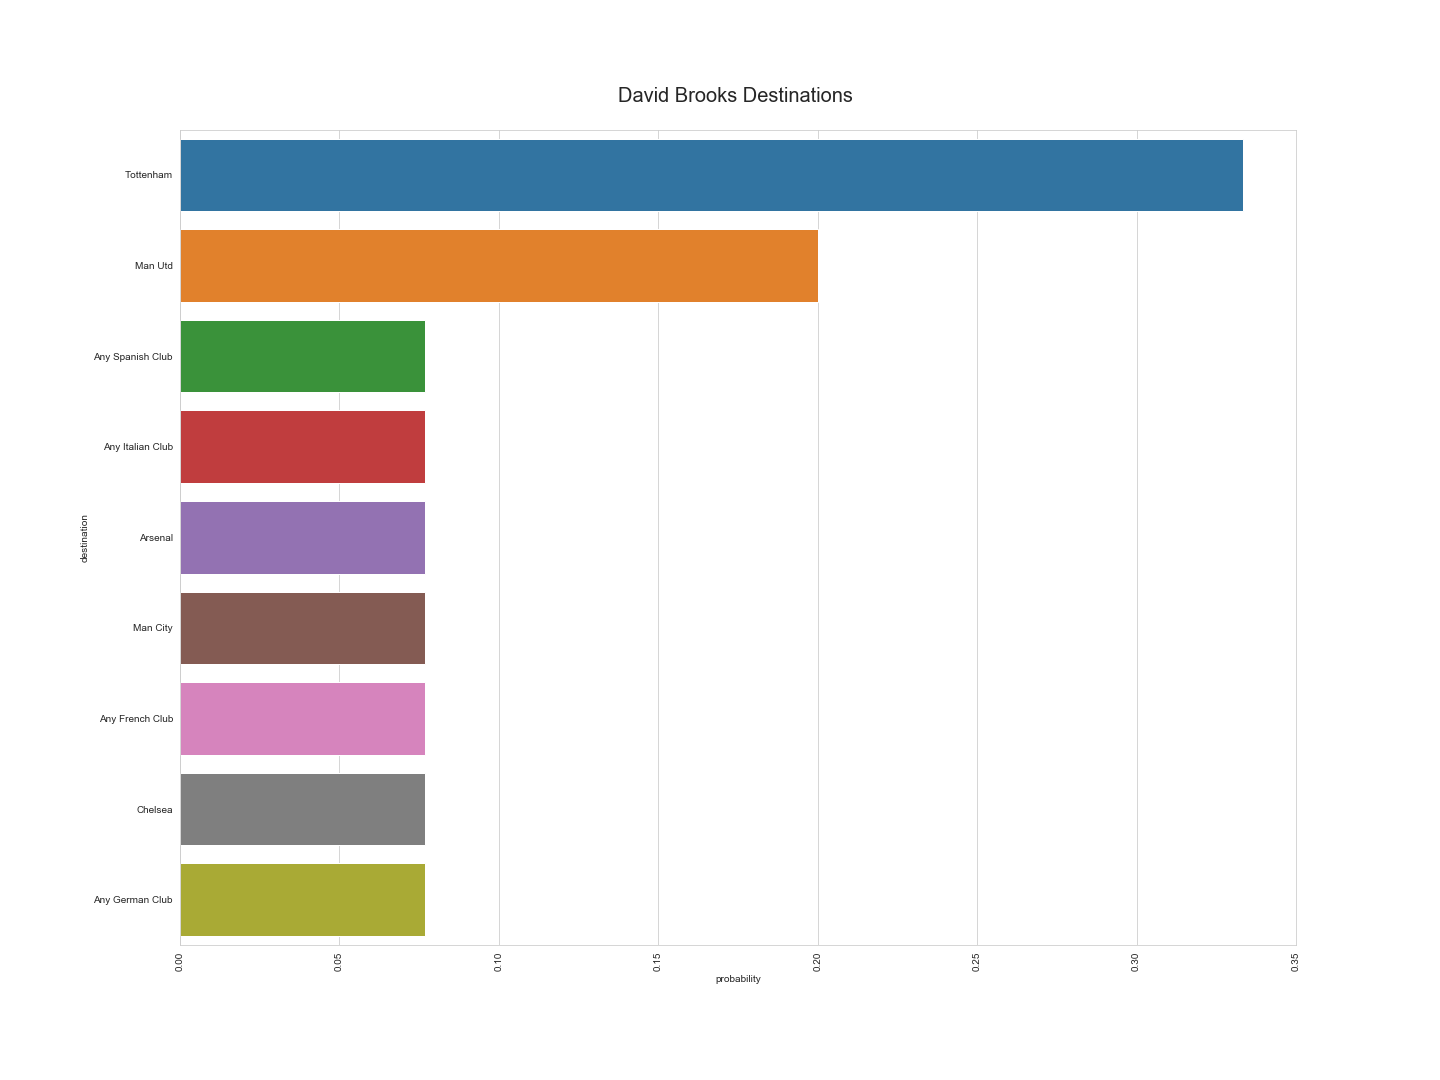 David Brooks Destinations
Tottenham
Man Utd
Any Spanish Club
Any Italian Club
Arsenal
Man City
Any French Club
Chelsea
Any German Club
destination
0.00
0.05
0.10
0.15
0.20
0.25
0.30
0.35
probability